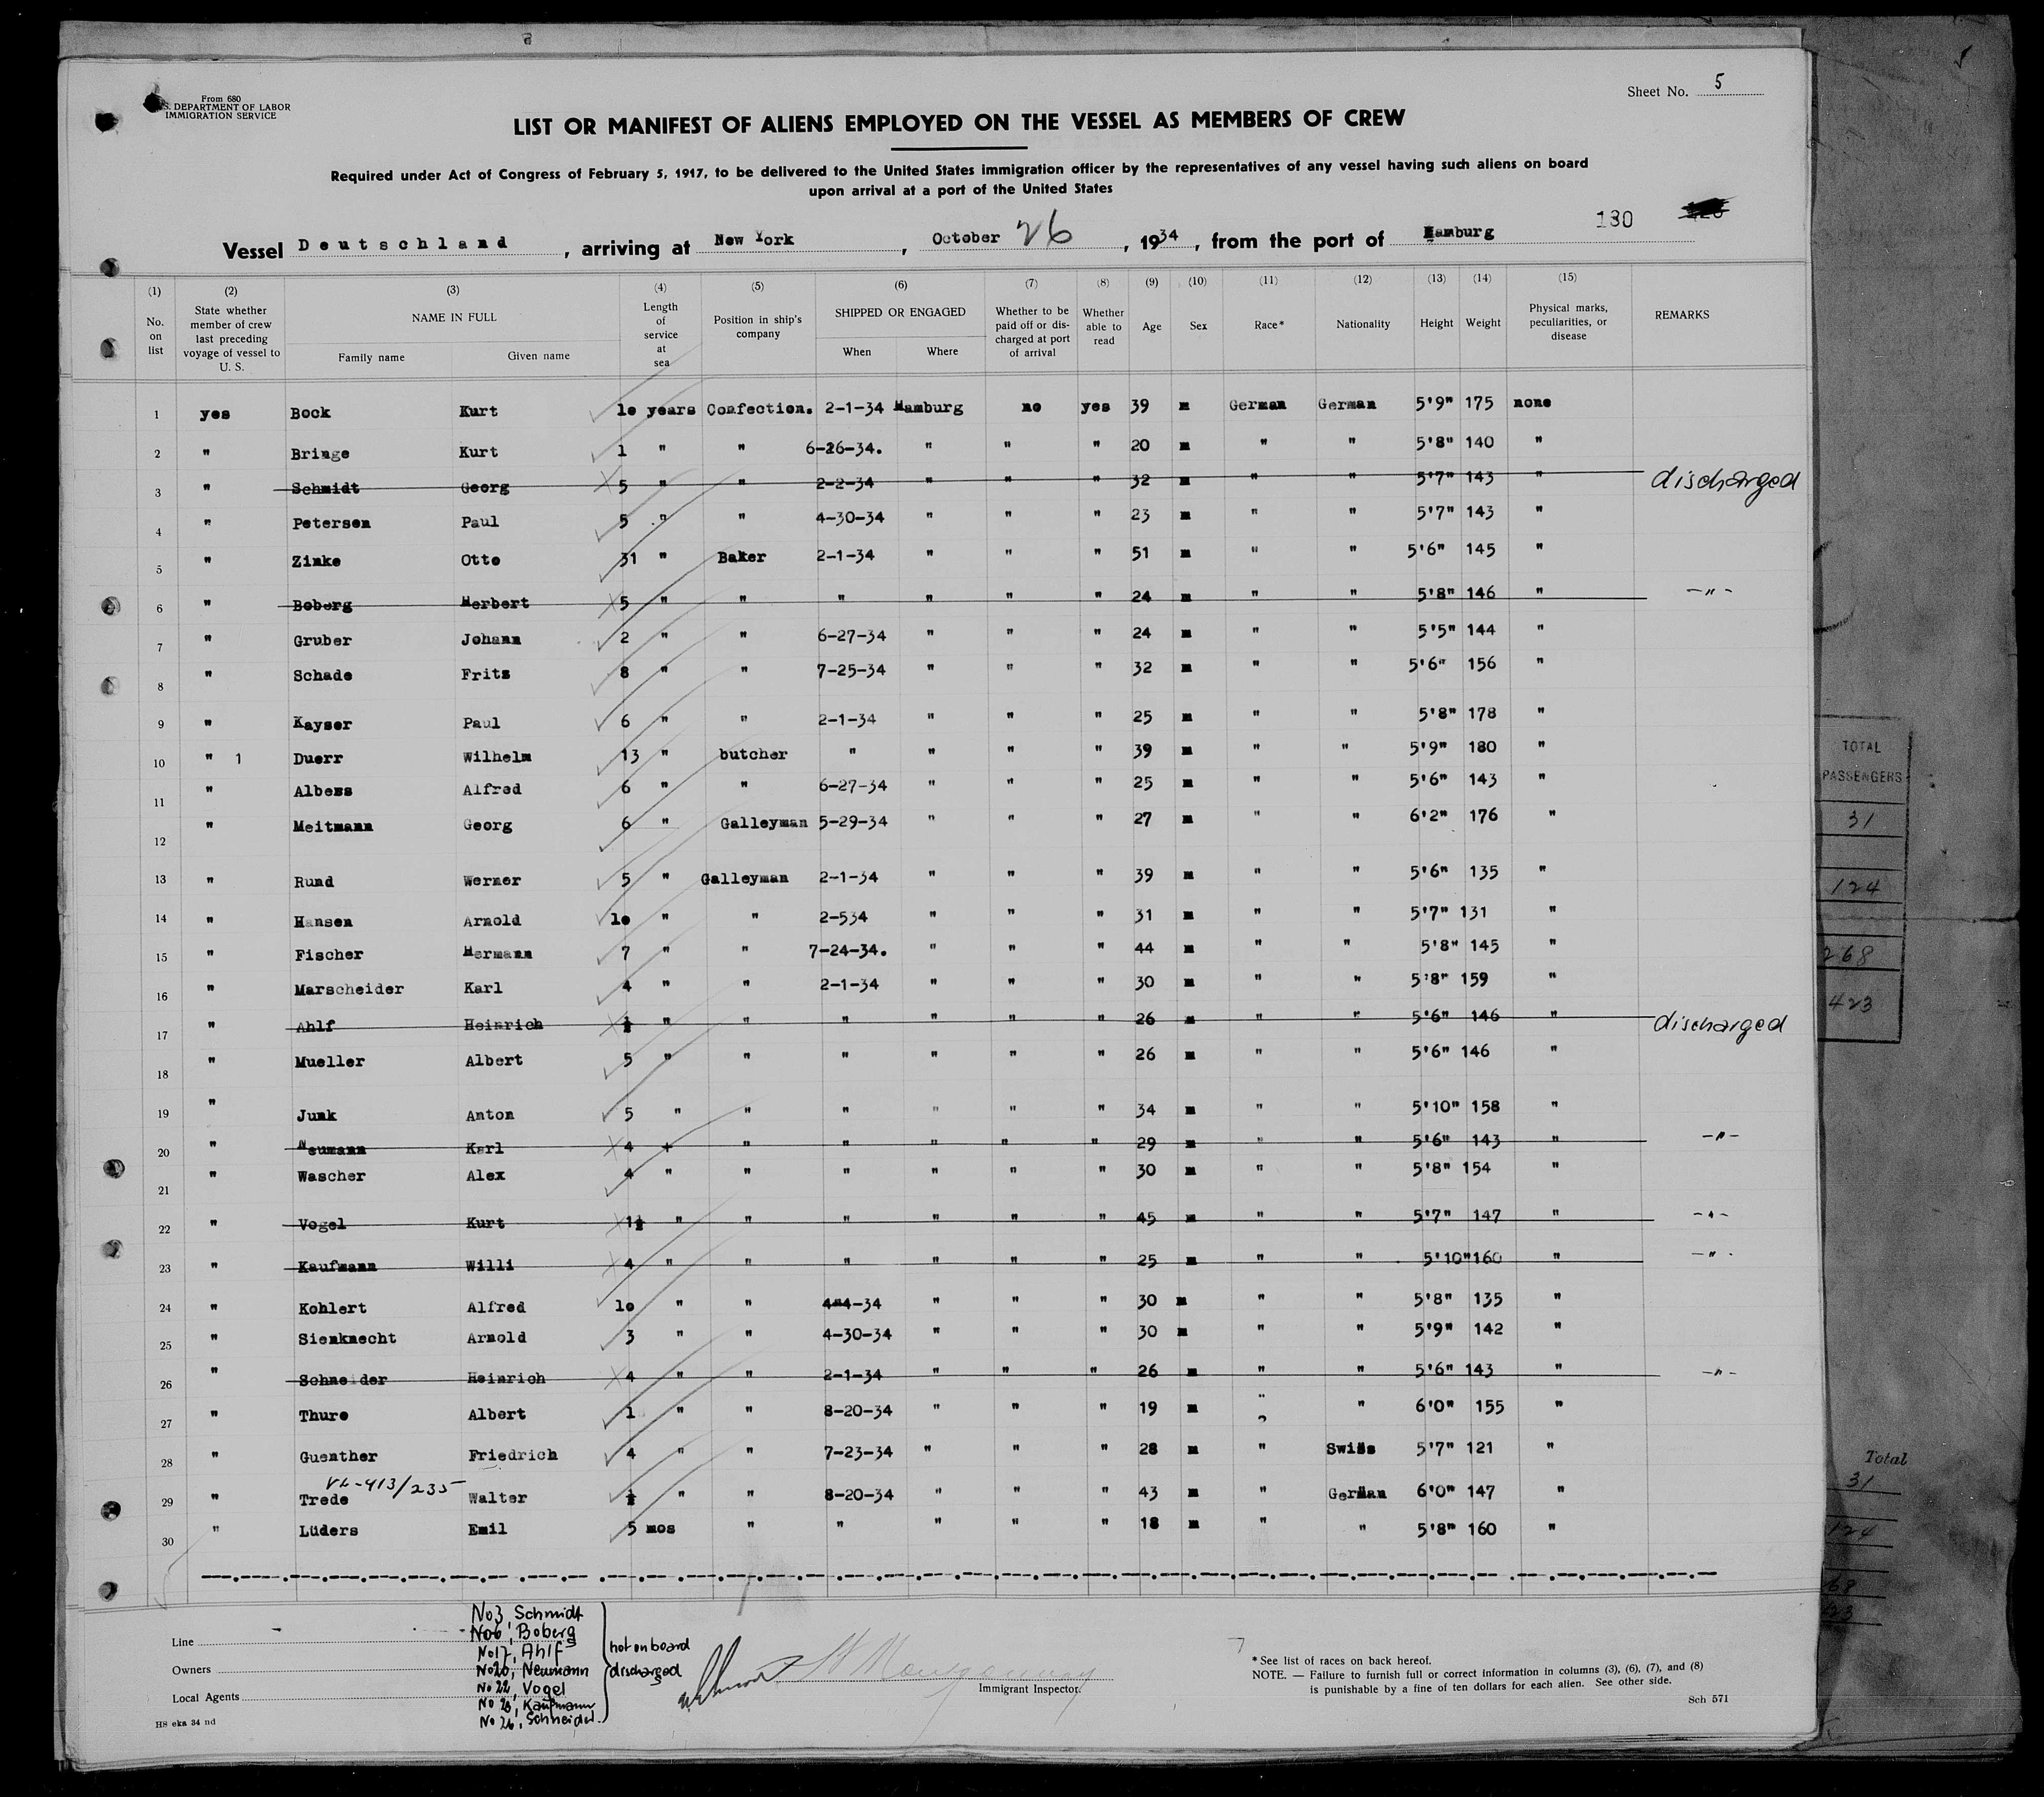 From 680
S. DEPARTMENT OF LABOR
IMMIGRATION SERVICE
Sheet No. 5
LIST OR MANIFEST OF ALIENS EMPLOYED ON THE VESSEL AS MEMBERS OF CREW
Required under Act of Congress of February 5, 1917, to be delivered to the United States immigration officer by the representatives of any vessel having such aliens on board
upon arrival at a port of the United States
130
Vessel Deutschland, arriving at New York, October 26, 1934, from the port of Hamburg
(1) (2) (3) (4) (5) (6) (7) (8) (9) (10) (11) (12) (13) (14) (15)
No. on list
State whether member of crew last preceding voyage of vessel to U. S.
NAME IN FULL
Family name Given name
Length of service at sea
Position in ship's company
SHIPPED OR ENGAGED
When Where
Whether to be paid off or discharged at port of arrival
Whether able to read
Age Sex Race* Nationality Height Weight
Physical marks, peculiarities, or disease
REMARKS
1 yes Bock Kurt 10 years Confection. 2-1-34 Hamburg no yes 39 m German German 5'9" 175 none
2 " Bringe Kurt 1 " " 6-26-34. " " " 20 m " " 5'8" 140 "
3 " Schmidt Georg 5 " " 2-2-34 " " " 32 m " " 5'7" 143 " discharged
4 " Petersen Paul 5 " " 4-30-34 " " " 23 m " " 5'7" 143 "
5 " Zinke Otto 31 " Baker 2-1-34 " " " 51 m " " 5'6" 145 "
6 " Boberg Herbert 5 " " " " " " 24 m " " 5'8" 146 " -"-
7 " Gruber Johann 2 " " 6-27-34 " " " 24 m " " 5'5" 144 "
8 " Schade Fritz 8 " " 7-25-34 " " " 32 m " " 5'6" 156 "
9 " Kayser Paul 6 " " 2-1-34 " " " 25 m " " 5'8" 178 "
10 " 1 Duerr Wilhelm 13 " butcher " " " " 39 m " " 5'9" 180 "
11 " Albess Alfred 6 " " 6-27-34 " " " 25 m " " 5'6" 143 "
12 " Meitmann Georg 6 " Galleyman 5-29-34 " " " 27 m " " 6'2" 176 "
13 " Rund Werner 5 " Galleyman 2-1-34 " " " 39 m " " 5'6" 135 "
14 " Hansen Arnold 10 " " 2-534 " " " 31 m " " 5'7" 131 "
15 " Fischer Hermann 7 " " 7-24-34. " " " 44 m " " 5'8" 145 "
16 " Marscheider Karl 4 " " 2-1-34 " " " 30 m " " 5'8" 159 "
17 " Ahlf Heinrich ½ " " " " " " 26 m " " 5'6" 146 " discharged
18 " Mueller Albert 5 " " " " " " 26 m " " 5'6" 146 "
19 " Junk Anton 5 " " " " " " 34 m " " 5'10" 158 "
20 " Neumann Karl 4 + " " " " " 29 m " " 5'6" 143 " -"-
21 " Wascher Alex 4 " " " " " " 30 m " " 5'8" 154 "
22 " Vogel Kurt 1½ " " " " " " 45 m " " 5'7" 147 " -"-
23 " Kaufmann Willi 4 " " " " " " 25 m " " 5'10" 160 " -"-
24 " Kohlert Alfred 10 " " 4-4-34 " " " 30 m " " 5'8" 135 "
25 " Sienknecht Arnold 3 " " 4-30-34 " " " 30 m " " 5'9" 142 "
26 " Schneider Heinrich 4 " " 2-1-34 " " " 26 m " " 5'6" 143 " -"-
27 " Thure Albert 1 " " 8-20-34 " " " 19 m " " 6'0" 155 "
28 " Guenther Friedrich 4 " " 7-23-34 " " " 28 m " Swiss 5'7" 121 "
VL-413/235
29 " Trede Walter ½ " " 8-20-34 " " " 43 m " German 6'0" 147 "
30 " Lüders Emil 5 mos " " " " " 18 m " " 5'8" 160 "
Line
Owners
Local Agents
HS eka 34 nd
No 3, Schmidt
No 6, Boberg
No 17, Ahlf
No 20, Neumann
No 22, Vogel
No 23, Kaufmann
No 26, Schneider.
not on board
discharged
Immigrant Inspector.
* See list of races on back hereof.
NOTE. — Failure to furnish full or correct information in columns (3), (6), (7), and (8)
is punishable by a fine of ten dollars for each alien. See other side.
Sch 571
TOTAL
PASSENGERS
31
124
268
423
Total
31
124